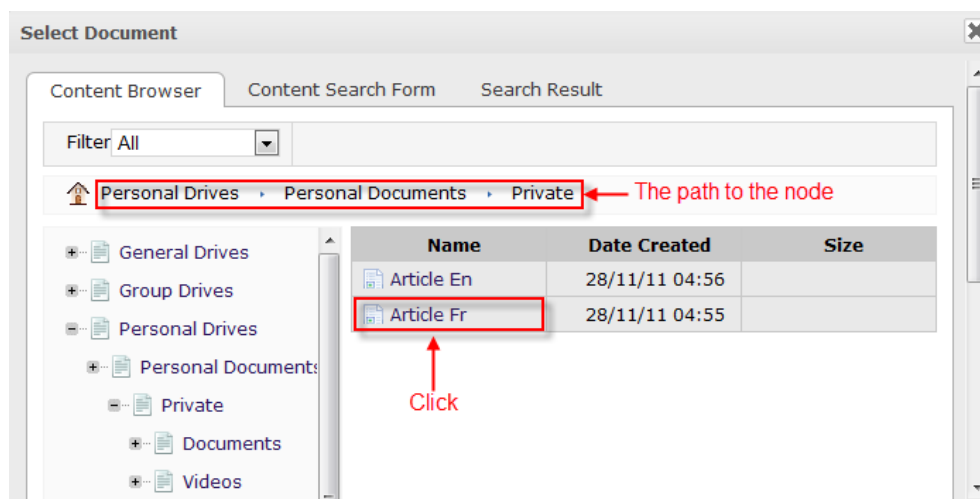 Select Document
Content Browser Content Search Form Search Result
Filter All
Personal Drives Personal Documents Private The path to the node
General Drives
Group Drives
Personal Drives
Personal Documents
Private
Documents
Videos
Name Date Created Size
Article En 28/11/11 04:56
Article Fr 28/11/11 04:55
Click